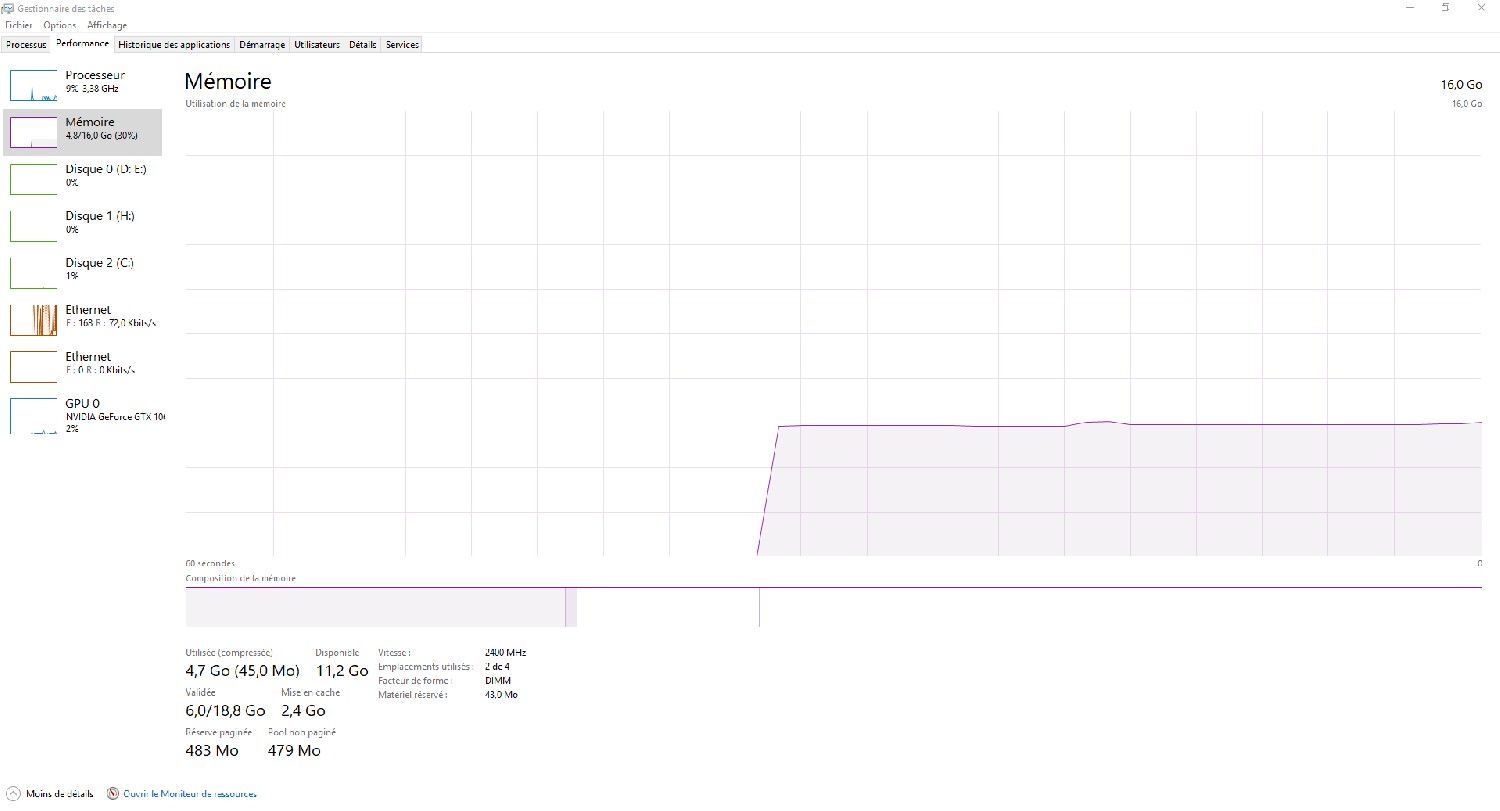 Gestionnaire des tâches
Fichier Options Affichage
Processus Performance Historique des applications Démarrage Utilisateurs Détails Services
Processeur
9% 3,38 GHz
Mémoire
4,8/16,0 Go (30%)
Disque 0 (D: E:)
0%
Disque 1 (H:)
0%
Disque 2 (C:)
1%
Ethernet
E : 168 R : 72,0 Kbits/s
Ethernet
E : 0 R : 0 Kbits/s
GPU 0
NVIDIA GeForce GTX 106
2%
Mémoire 16,0 Go
Utilisation de la mémoire 16,0 Go
60 secondes 0
Composition de la mémoire
Utilisée (compressée) Disponible
4,7 Go (45,0 Mo) 11,2 Go
Validée Mise en cache
6,0/18,8 Go 2,4 Go
Réserve paginée Pool non paginé
483 Mo 479 Mo
Vitesse : 2400 MHz
Emplacements utilisés : 2 de 4
Facteur de forme : DIMM
Matériel réservé : 43,0 Mo
Moins de détails Ouvrir le Moniteur de ressources